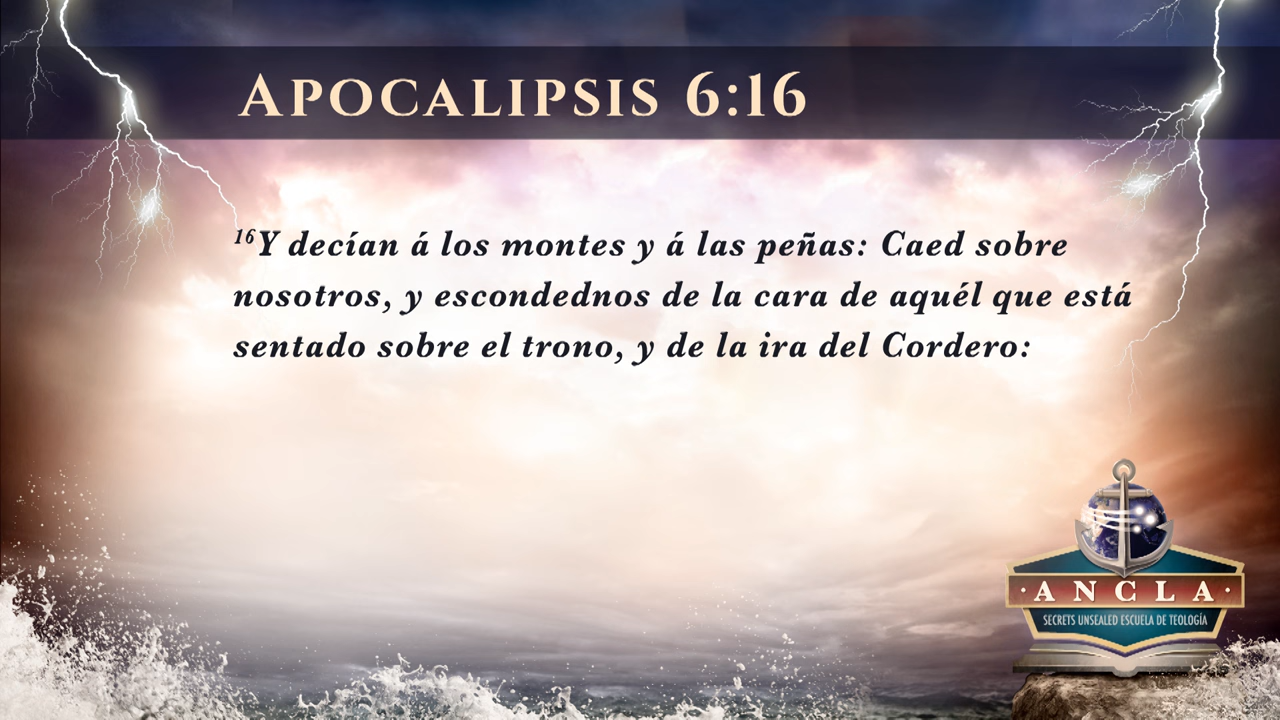 APOCALIPSIS 6:16
16Y decían á los montes y á las peñas: Caed sobre
nosotros, y escondednos de la cara de aquél que está
sentado sobre el trono, y de la ira del Cordero:
· ANCLA ·
SECRETS UNSEALED ESCUELA DE TEOLOGÍA